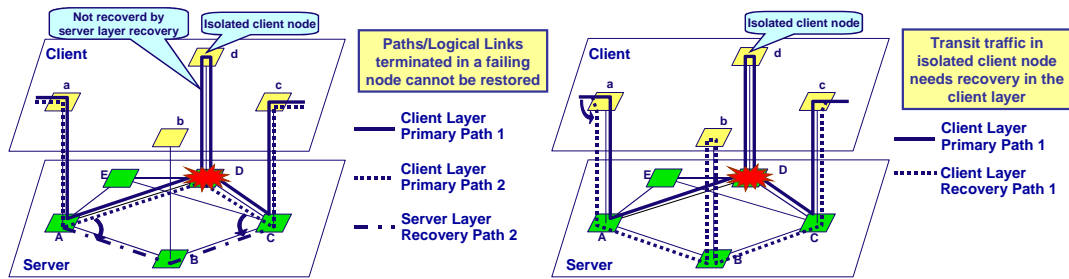 Not recoverd by
server layer recovery
Isolated client node
Client
d
a
c
b
E
D
A
C
B
Server
Paths/Logical Links
terminated in a failing
node cannot be restored
Client Layer
Primary Path 1
Client Layer
Primary Path 2
Server Layer
Recovery Path 2
Isolated client node
Client
d
a
c
b
E
D
A
C
B
Server
Transit traffic in
isolated client node
needs recovery in the
client layer
Client Layer
Primary Path 1
Client Layer
Recovery Path 1